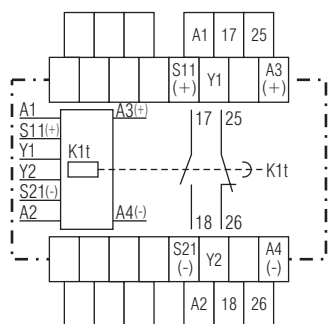 A1 17 25
S11 (+) Y1 A3 (+)
A1 A3(+) 17 25
S11(+)
Y1 K1t
Y2 K1t
S21(-)
A2 A4(-) 18 26
S21 (-) Y2 A4 (-)
A2 18 26